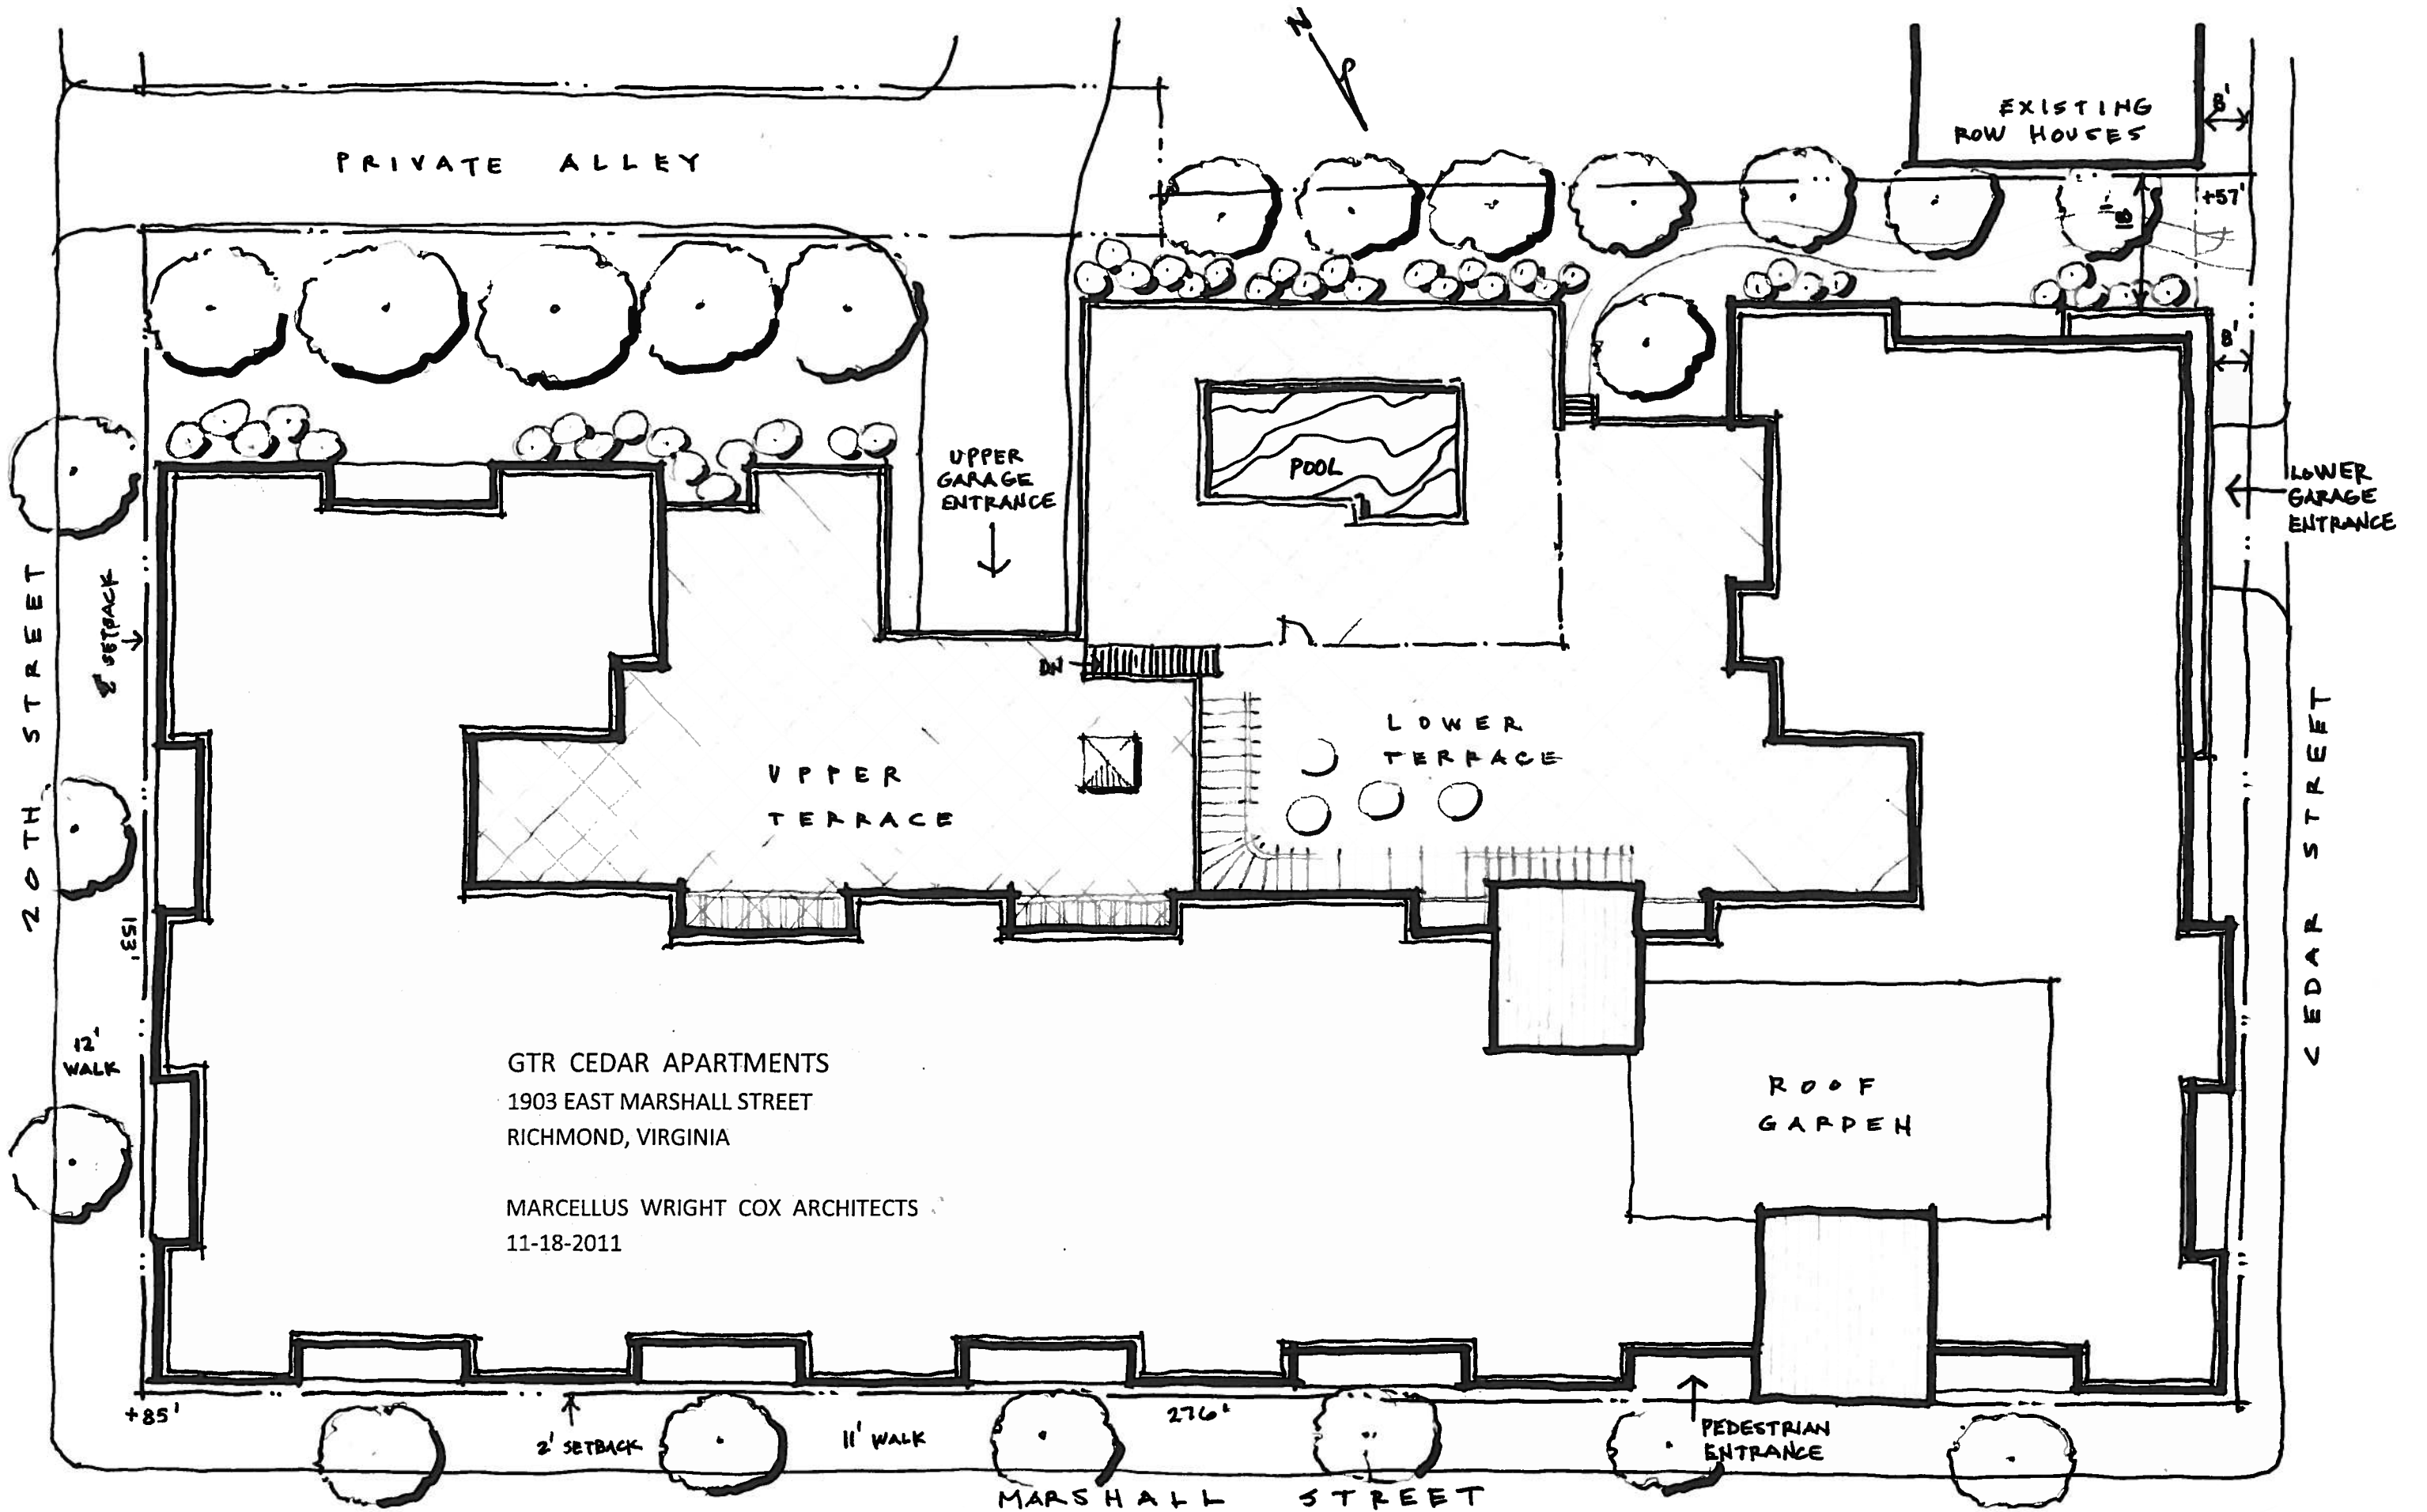 N
EXISTING
ROW HOUSES
8'
PRIVATE ALLEY
+57'
8'
UPPER
GARAGE
ENTRANCE
POOL
LOWER
GARAGE
ENTRANCE
20TH STREET
SETBACK
DN
LOWER
TERRACE
UPPER
TERRACE
CEDAR STREET
153'
12'
WALK
GTR CEDAR APARTMENTS
1903 EAST MARSHALL STREET
RICHMOND, VIRGINIA
MARCELLUS WRIGHT COX ARCHITECTS
11-18-2011
ROOF
GARDEN
+85'
2' SETBACK
11' WALK
276'
PEDESTRIAN
ENTRANCE
MARSHALL STREET